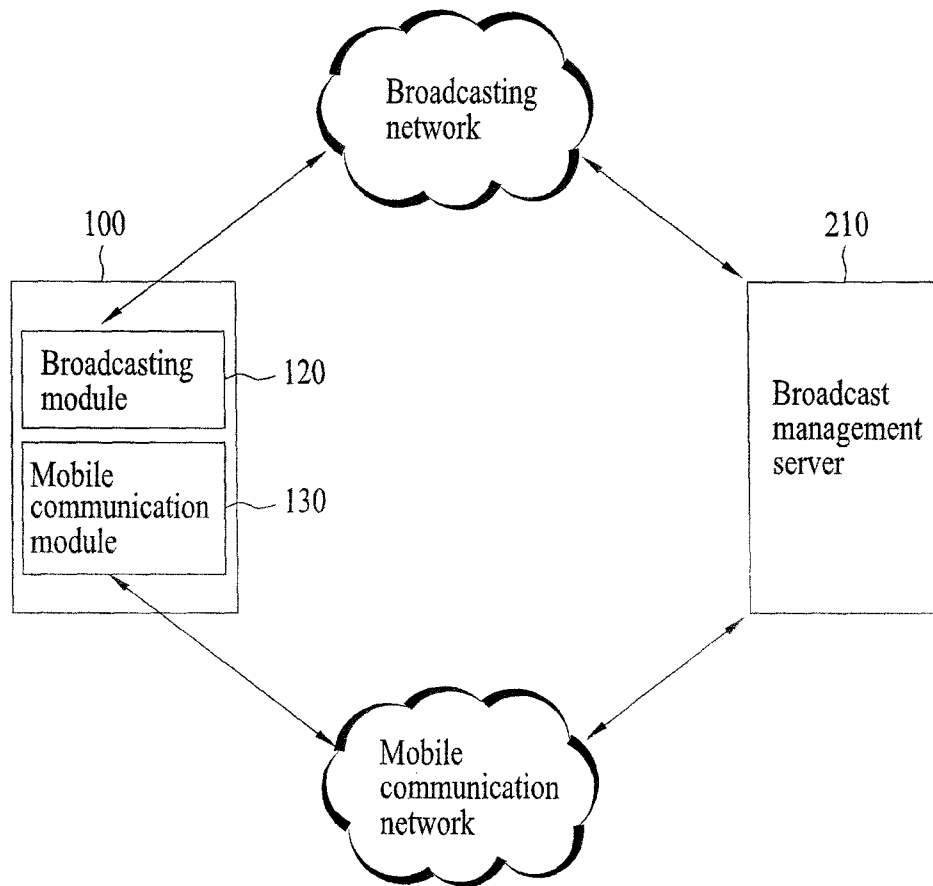 Broadcasting
network
100
210
Broadcasting
module
120
Mobile
communication
module
130
Broadcast
management
server
Mobile
communication
network